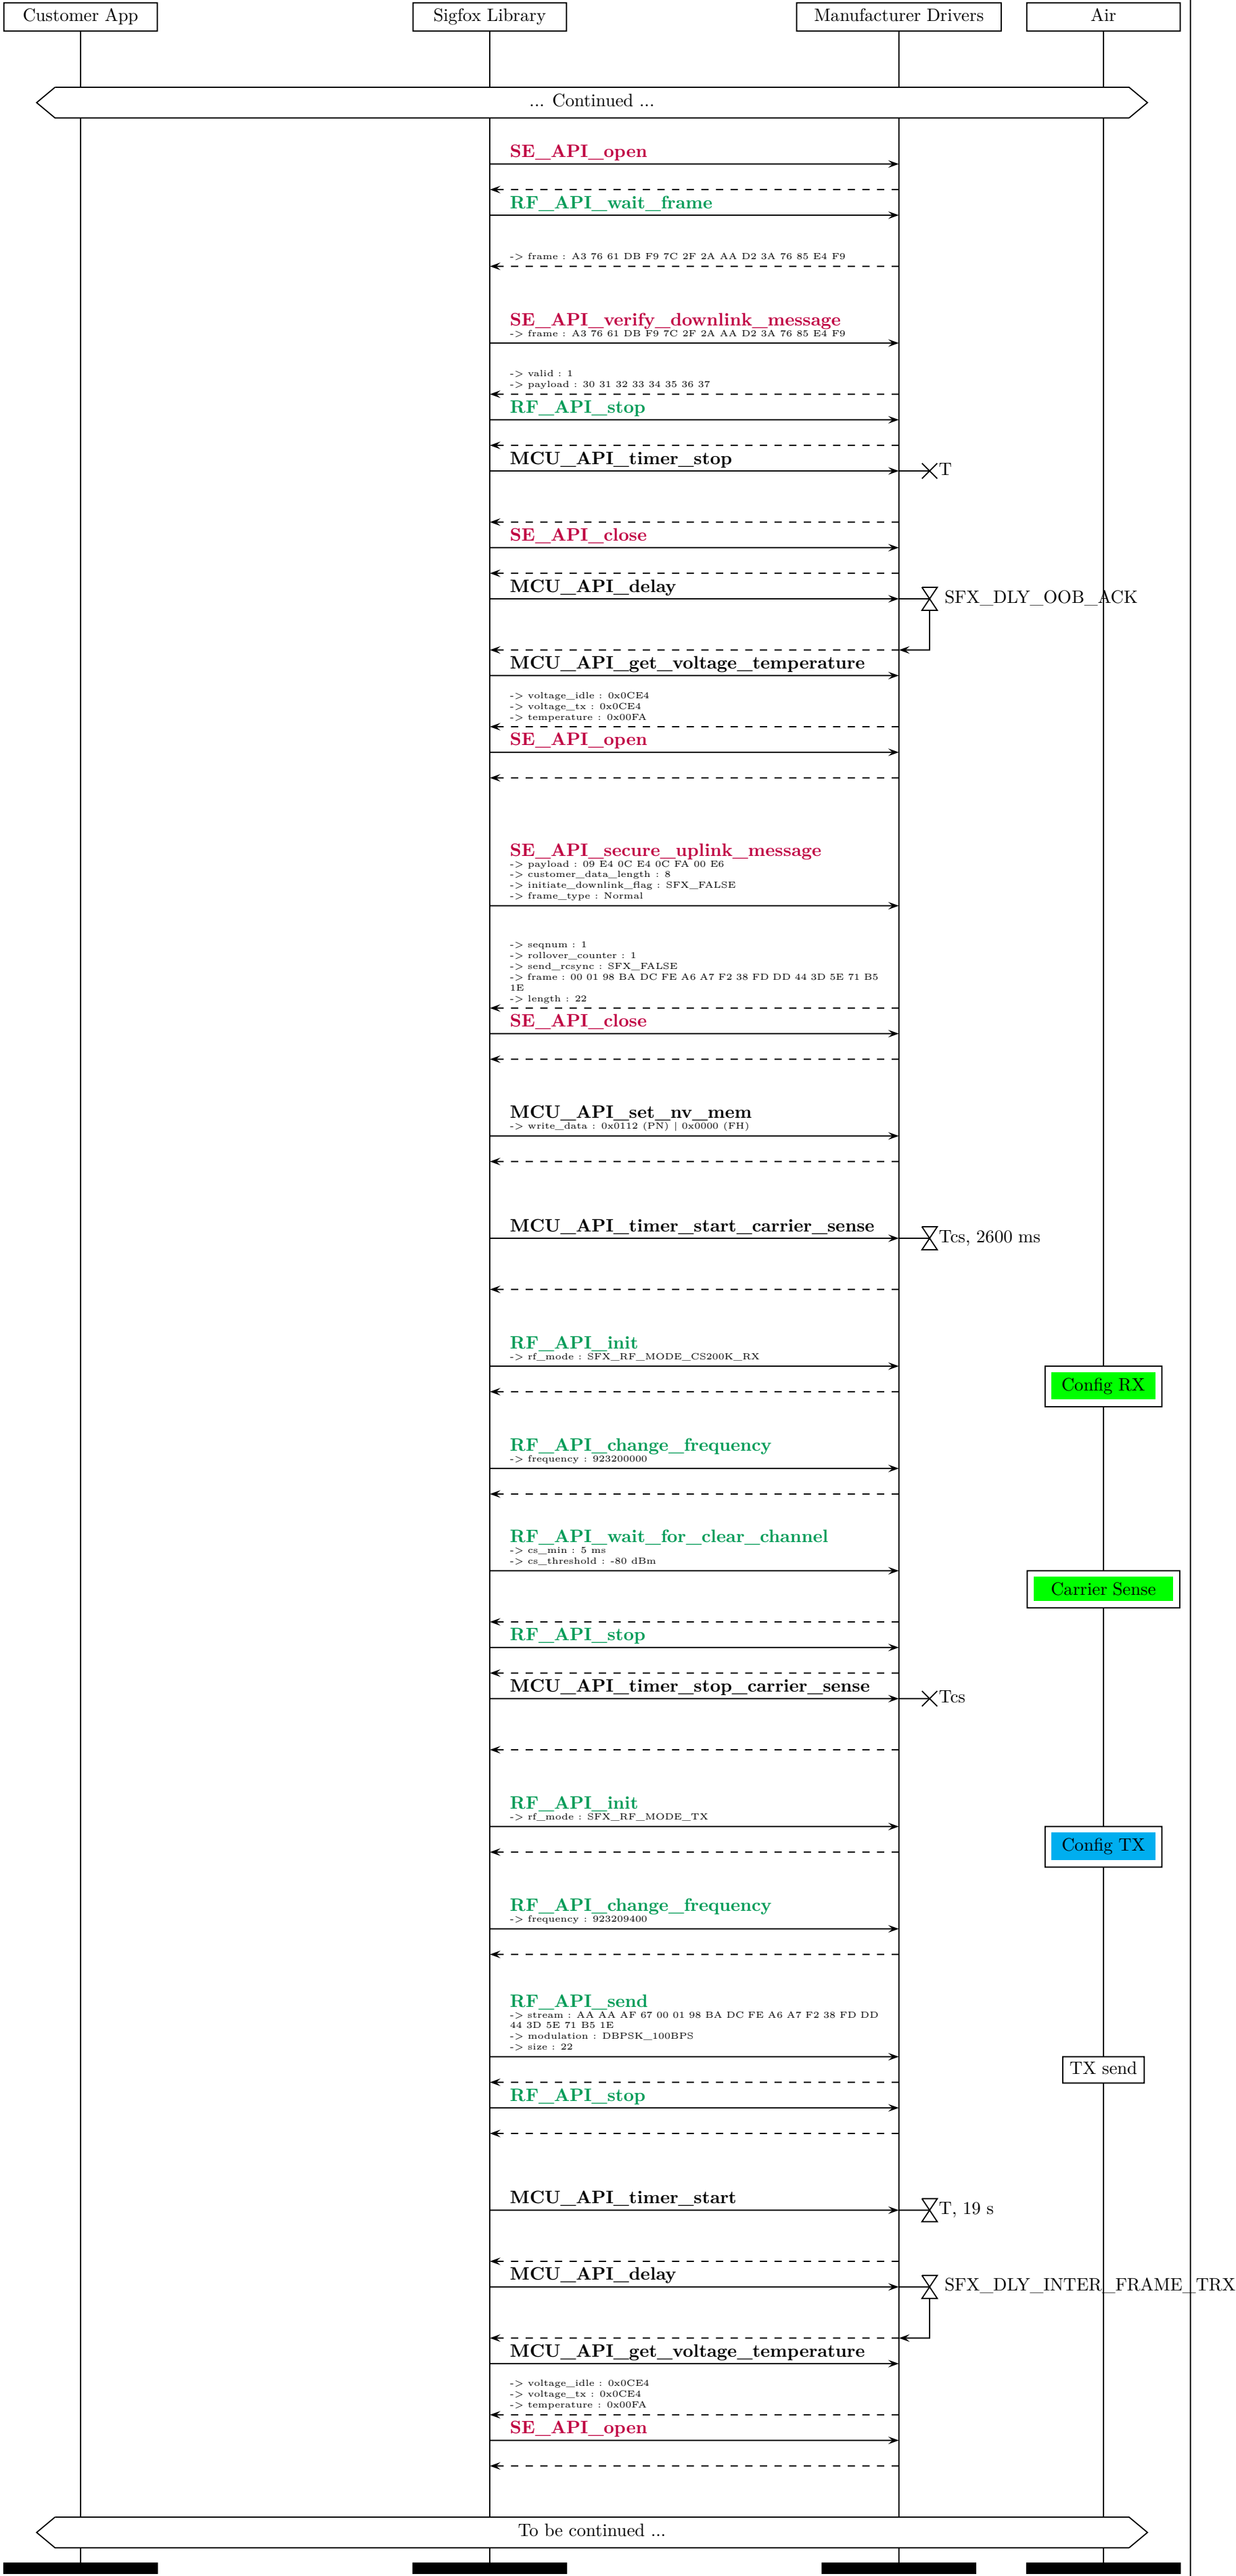 Customer App
Sigfox Library
Manufacturer Drivers
Air
... Continued ...
SE_API_open
RF_API_wait_frame
-> frame : A3 76 61 DB F9 7C 2F 2A AA D2 3A 76 85 E4 F9
SE_API_verify_downlink_message
-> frame : A3 76 61 DB F9 7C 2F 2A AA D2 3A 76 85 E4 F9
-> valid : 1
-> payload : 30 31 32 33 34 35 36 37
RF_API_stop
MCU_API_timer_stop
T
SE_API_close
MCU_API_delay
SFX_DLY_OOB_ACK
MCU_API_get_voltage_temperature
-> voltage_idle : 0x0CE4
-> voltage_tx : 0x0CE4
-> temperature : 0x00FA
SE_API_open
SE_API_secure_uplink_message
-> payload : 09 E4 0C E4 0C FA 00 E6
-> customer_data_length : 8
-> initiate_downlink_flag : SFX_FALSE
-> frame_type : Normal
-> seqnum : 1
-> rollover_counter : 1
-> send_rcsync : SFX_FALSE
-> frame : 00 01 98 BA DC FE A6 A7 F2 38 FD DD 44 3D 5E 71 B5
1E
-> length : 22
SE_API_close
MCU_API_set_nv_mem
-> write_data : 0x0112 (PN) | 0x0000 (FH)
MCU_API_timer_start_carrier_sense
Tcs, 2600 ms
RF_API_init
-> rf_mode : SFX_RF_MODE_CS200K_RX
Config RX
RF_API_change_frequency
-> frequency : 923200000
RF_API_wait_for_clear_channel
-> cs_min : 5 ms
-> cs_threshold : -80 dBm
Carrier Sense
RF_API_stop
MCU_API_timer_stop_carrier_sense
Tcs
RF_API_init
-> rf_mode : SFX_RF_MODE_TX
Config TX
RF_API_change_frequency
-> frequency : 923209400
RF_API_send
-> stream : AA AA AF 67 00 01 98 BA DC FE A6 A7 F2 38 FD DD
44 3D 5E 71 B5 1E
-> modulation : DBPSK_100BPS
-> size : 22
TX send
RF_API_stop
MCU_API_timer_start
T, 19 s
MCU_API_delay
SFX_DLY_INTER_FRAME_TRX
MCU_API_get_voltage_temperature
-> voltage_idle : 0x0CE4
-> voltage_tx : 0x0CE4
-> temperature : 0x00FA
SE_API_open
To be continued ...